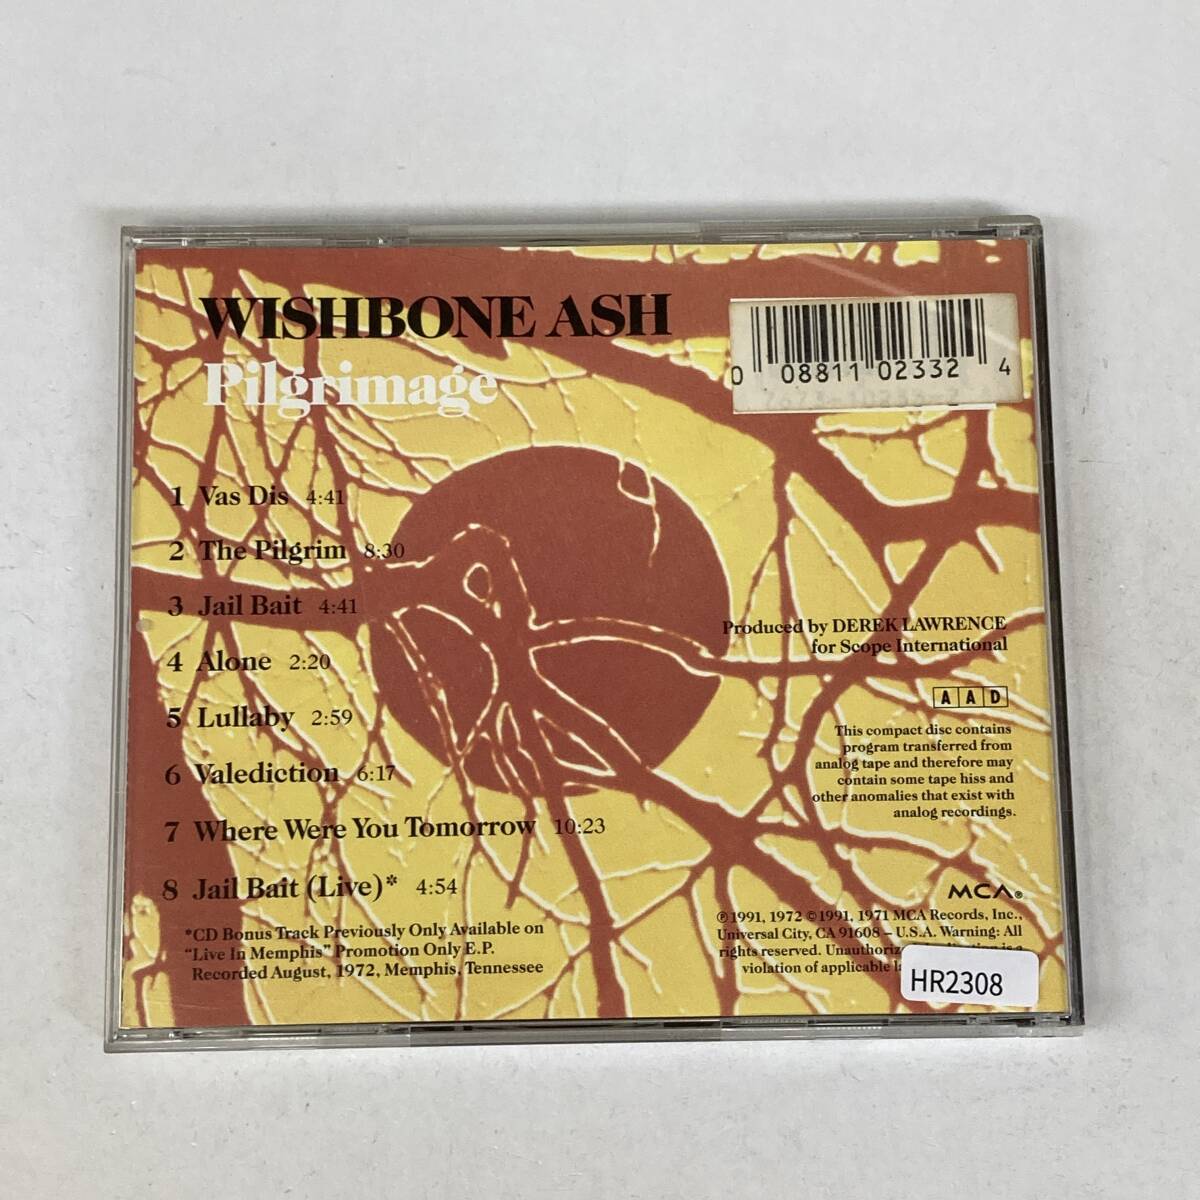 WISHBONE ASH
Pilgrimage
0 08811 02332 4
1 Vas Dis 4:41
2 The Pilgrim 8:30
3 Jail Bait 4:41
4 Alone 2:20
5 Lullaby 2:59
6 Valediction 6:17
7 Where Were You Tomorrow 10:23
8 Jail Bait (Live)* 4:54
*CD Bonus Track Previously Only Available on
“Live In Memphis” Promotion Only E.P.
Recorded August, 1972, Memphis, Tennessee
Produced by DEREK LAWRENCE
for Scope International
A A D
This compact disc contains
program transferred from
analog tape and therefore may
contain some tape hiss and
other anomalies that exist with
analog recordings.
MCA®
℗1991, 1972 ©1991, 1971 MCA Records, Inc.,
Universal City, CA 91608 – U.S.A. Warning: All
rights reserved. Unauthoriz
violation of applicable
HR2308